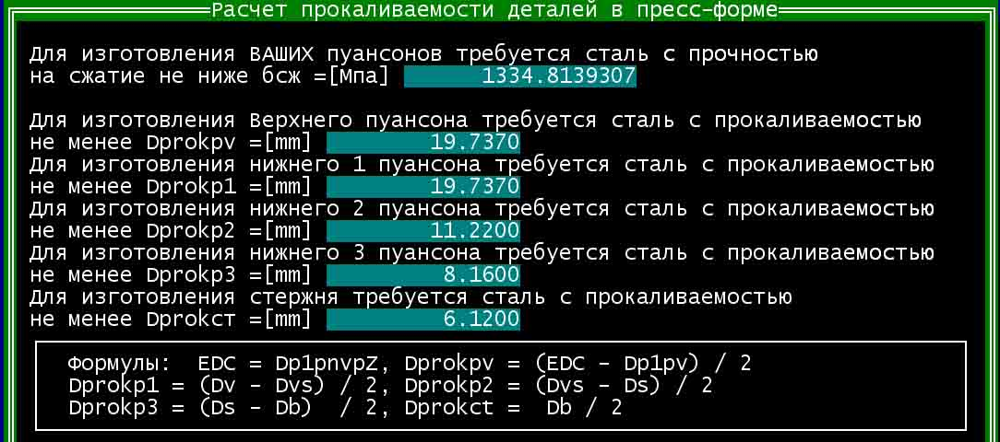 Расчет прокаливаемости деталей в пресс-форме
Для изготовления ВАШИХ пуансонов требуется сталь с прочностью
на сжатие не ниже бсж =[Мпа] 1334.8139307
Для изготовления Верхнего пуансона требуется сталь с прокаливаемостью
не менее Dprokpv =[mm] 19.7370
Для изготовления нижнего 1 пуансона требуется сталь с прокаливаемостью
не менее Dprokp1 =[mm] 19.7370
Для изготовления нижнего 2 пуансона требуется сталь с прокаливаемостью
не менее Dprokp2 =[mm] 11.2200
Для изготовления нижнего 3 пуансона требуется сталь с прокаливаемостью
не менее Dprokp3 =[mm] 8.1600
Для изготовления стержня требуется сталь с прокаливаемостью
не менее Dprokст =[mm] 6.1200
Формулы: EDC = Dp1pnvpZ, Dprokpv = (EDC - Dp1pv) / 2
Dprokp1 = (Dv - Dvs) / 2, Dprokp2 = (Dvs - Ds) / 2
Dprokp3 = (Ds - Db) / 2, Dprokct = Db / 2